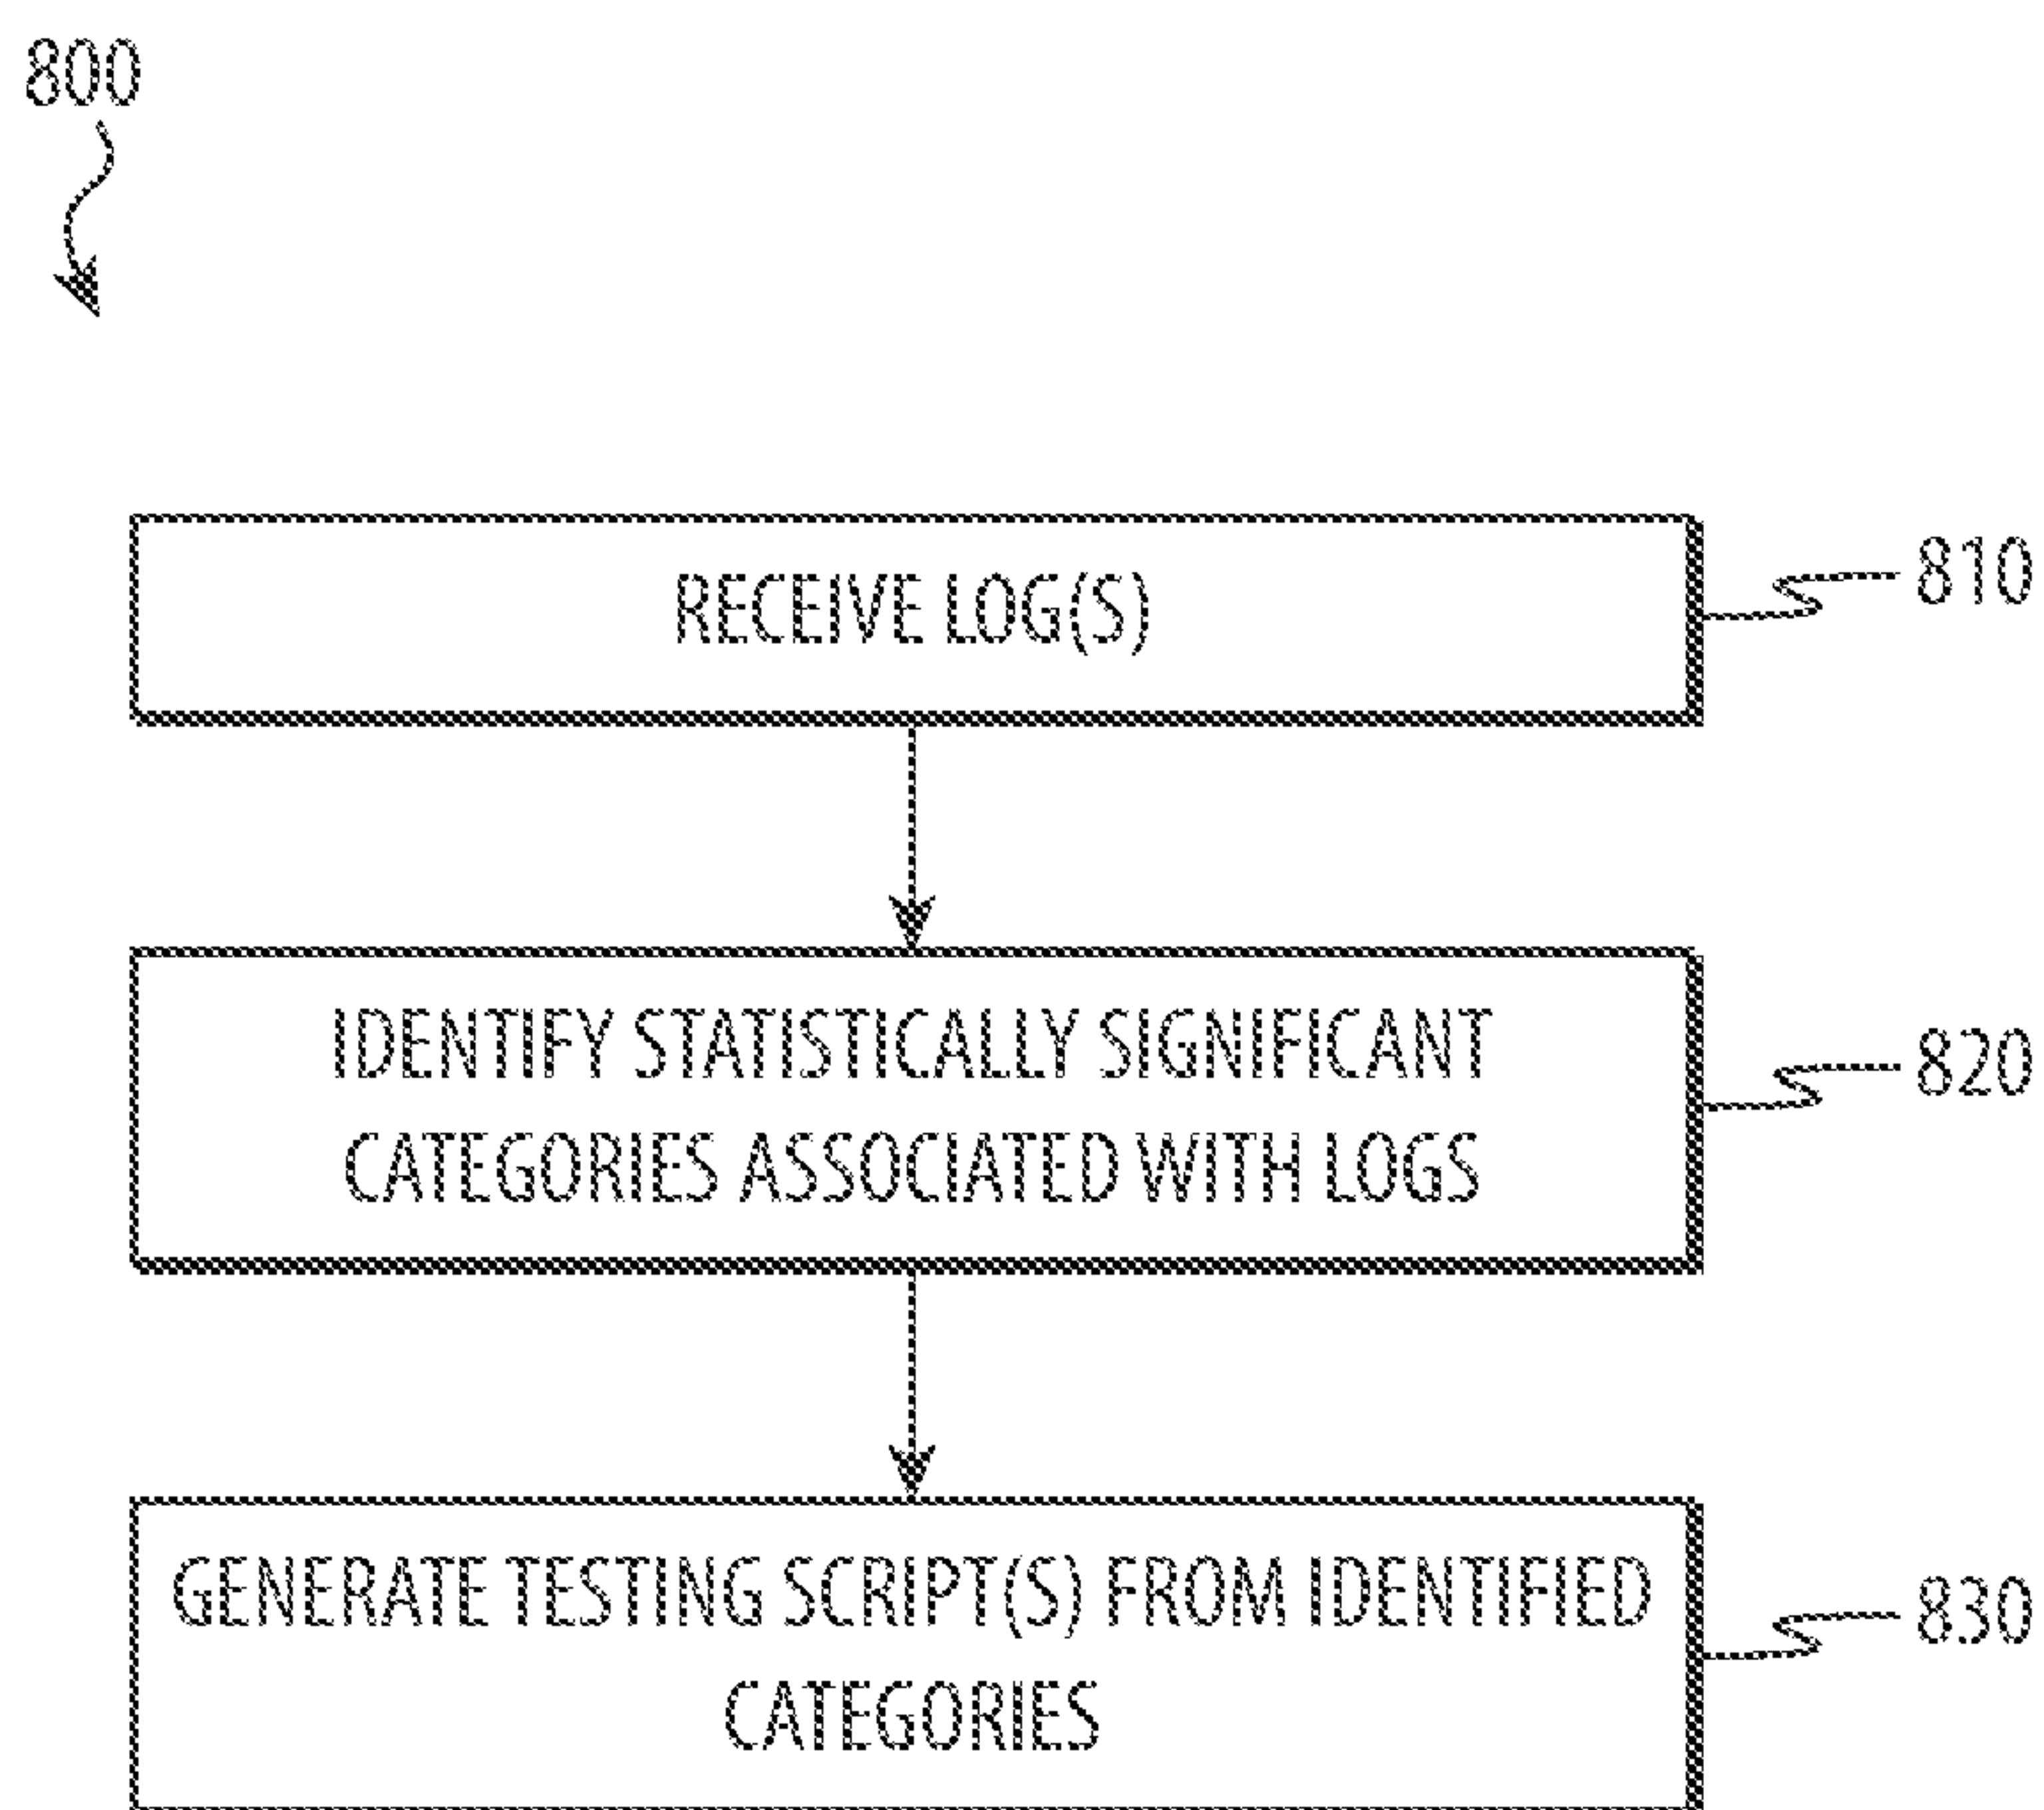 800
RECEIVE LOG(S)
810
IDENTIFY STATISTICALLY SIGNIFICANT
CATEGORIES ASSOCIATED WITH LOGS
820
GENERATE TESTING SCRIPT(S) FROM IDENTIFIED
CATEGORIES
830